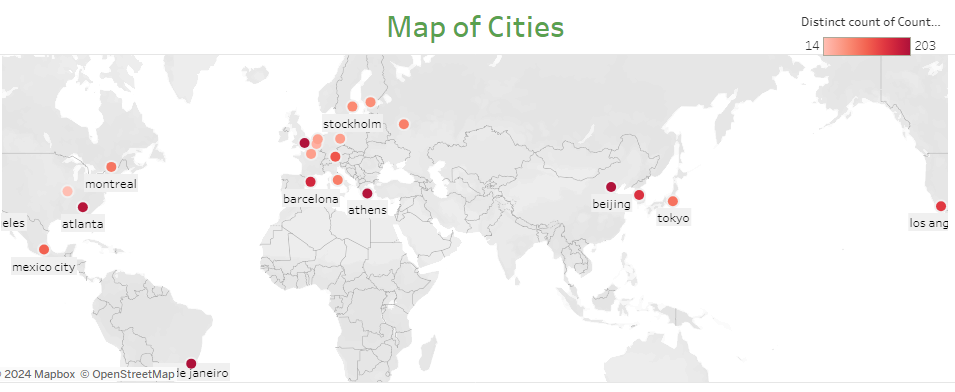 Map of Cities
Distinct count of Count...
14 203
stockholm
montreal
barcelona
athens
beijing
tokyo
eles
atlanta
los ang
mexico city
© 2024 Mapbox © OpenStreetMap
le janeiro